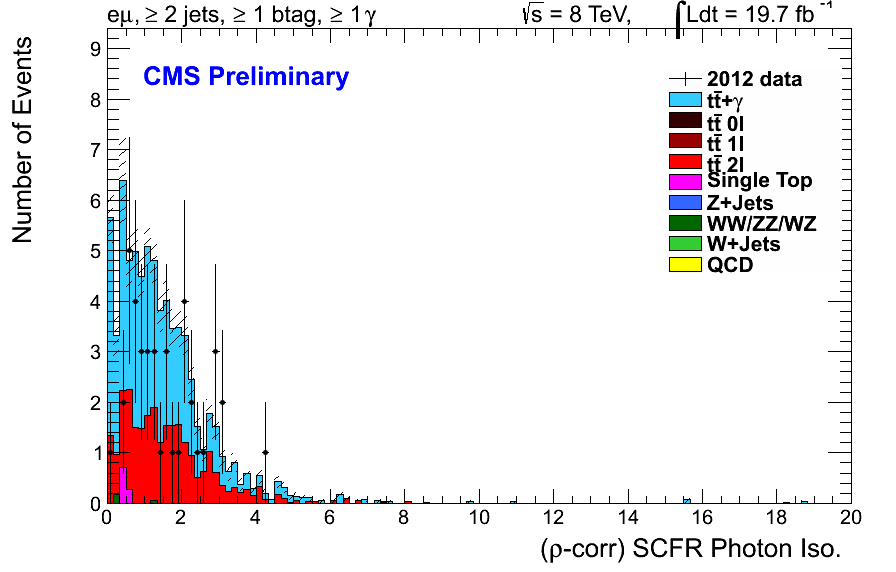 eμ, ≥ 2 jets, ≥ 1 btag, ≥ 1 γ
√s = 8 TeV, ∫Ldt = 19.7 fb⁻¹
CMS Preliminary
2012 data
tt̄+γ
tt̄ 0l
tt̄ 1l
tt̄ 2l
Single Top
Z+Jets
WW/ZZ/WZ
W+Jets
QCD
Number of Events
9
8
7
6
5
4
3
2
1
0
0 2 4 6 8 10 12 14 16 18 20
(ρ-corr) SCFR Photon Iso.